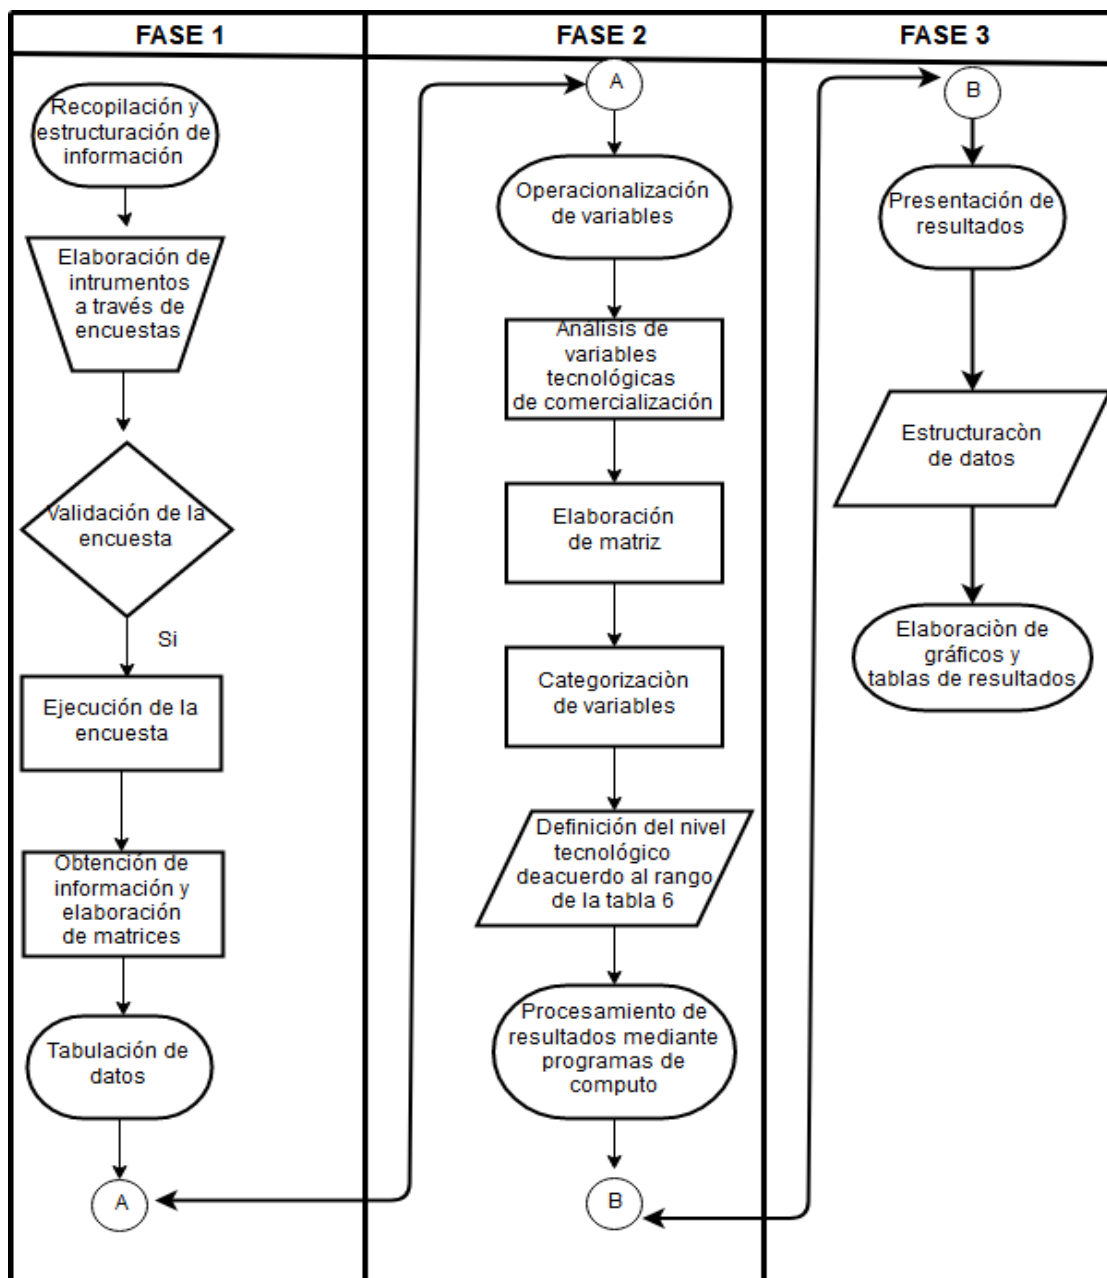 FASE 1
Recopilación y
estructuración de
información
Elaboración de
intrumentos
a través de
encuestas
Validación de la
encuesta
Si
Ejecución de la
encuesta
Obtención de
información y
elaboración
de matrices
Tabulación de
datos
A
FASE 2
A
Operacionalización
de variables
Análisis de
variables
tecnológicas
de comercialización
Elaboración
de matriz
Categorizaciòn
de variables
Definición del nivel
tecnológico
deacuerdo al rango
de la tabla 6
Procesamiento de
resultados mediante
programas de
computo
B
FASE 3
B
Presentación de
resultados
Estructuracòn
de datos
Elaboraciòn de
gráficos y
tablas de resultados